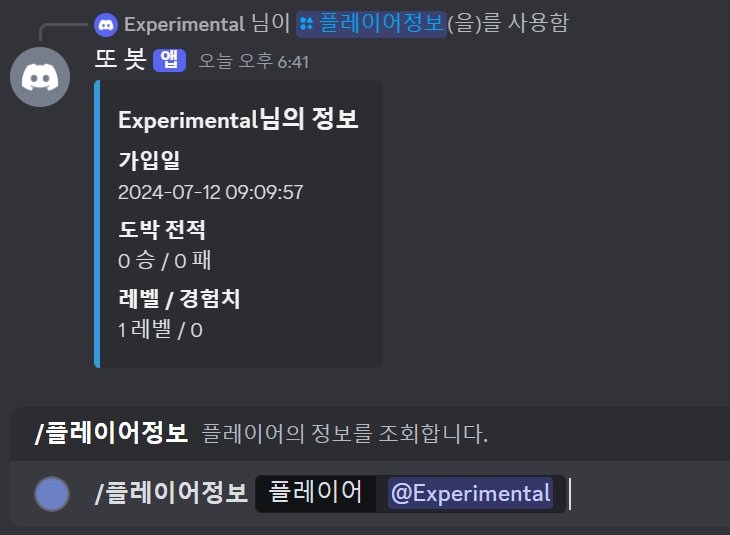 Experimental 님이 플레이어정보(을)를 사용함
또 봇 앱 오늘 오후 6:41
Experimental님의 정보
가입일
2024-07-12 09:09:57
도박 전적
0 승 / 0 패
레벨 / 경험치
1 레벨 / 0
/플레이어정보 플레이어의 정보를 조회합니다.
/플레이어정보 플레이어 @Experimental